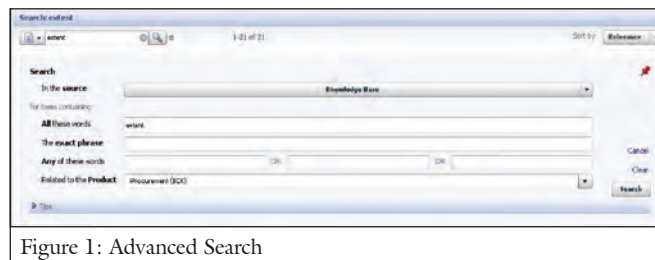 Search: extent
extent
1-21 of 21
Sort by Relevance
Search
In the source Knowledge Base
For items containing
All these words extent
The exact phrase
Any of these words OR OR
Related to the Product Procurement
Cancel
Clear
Search
Tips
Figure 1: Advanced Search